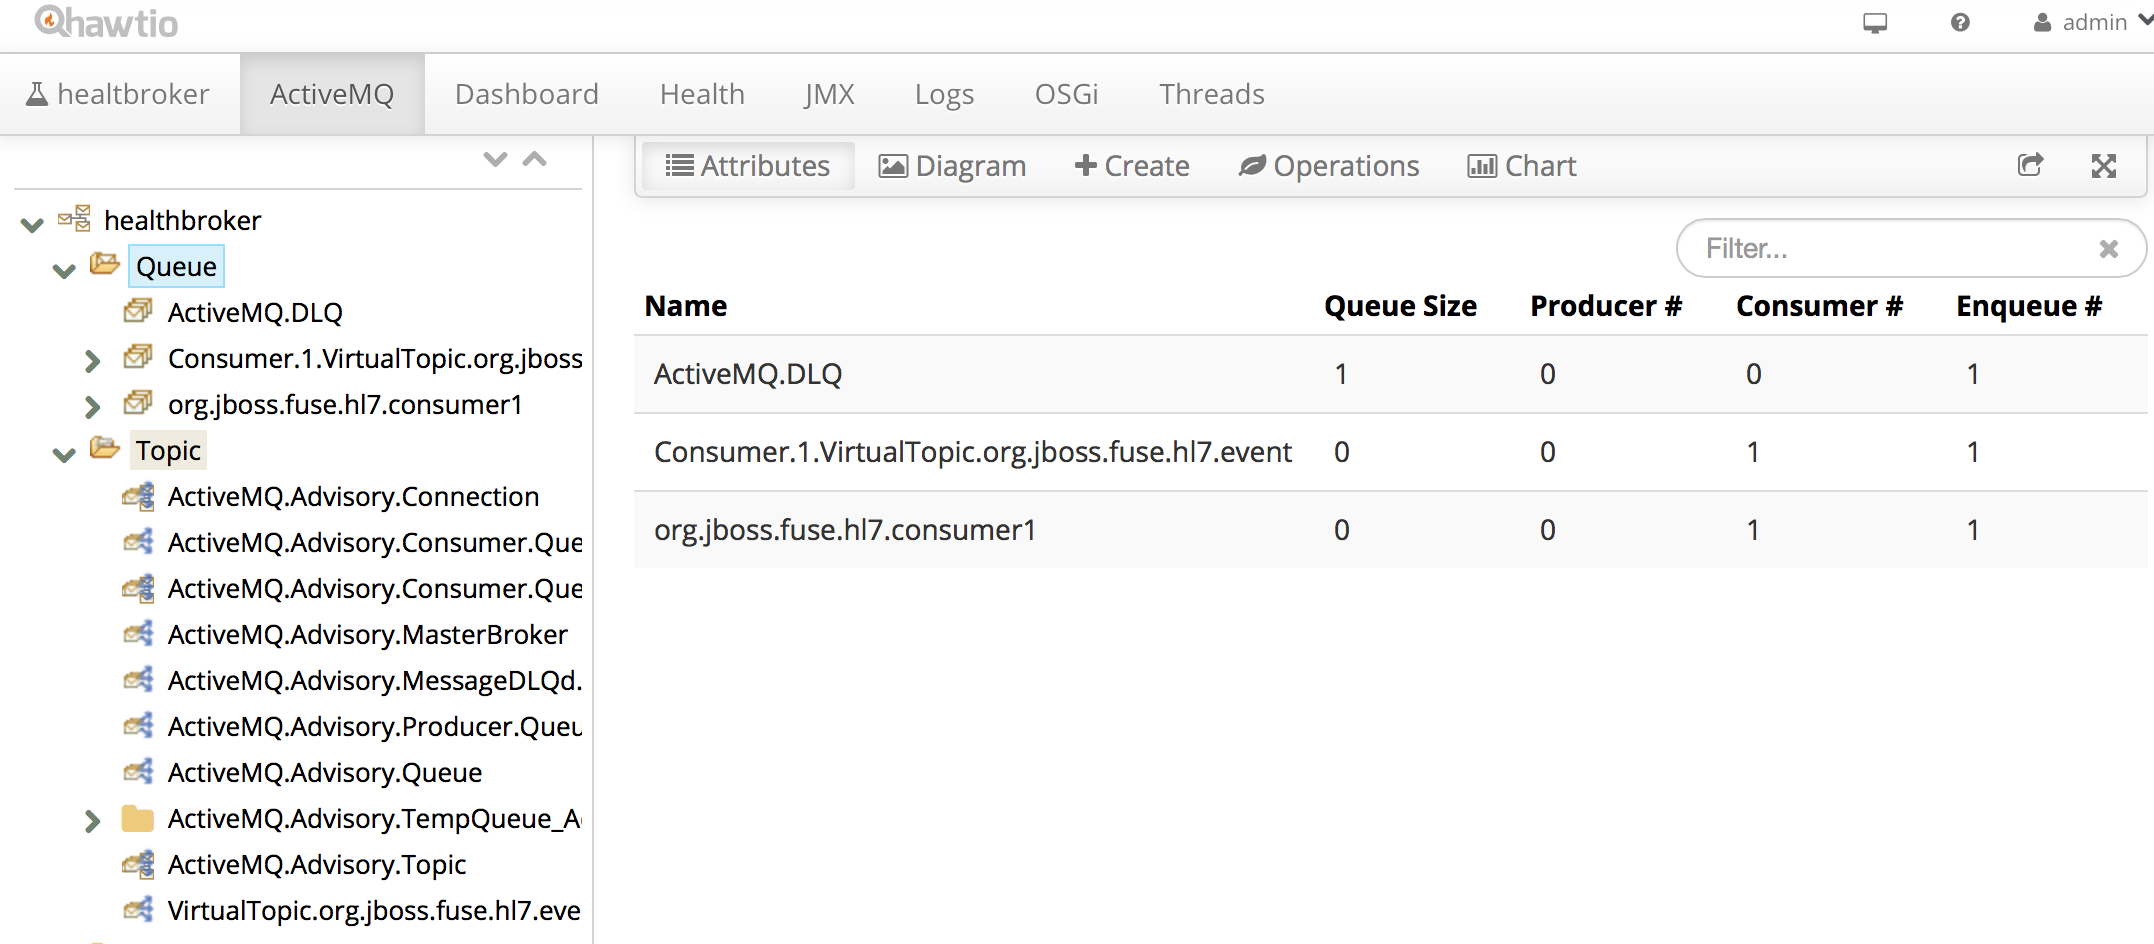 hawtio
admin
healtbroker ActiveMQ Dashboard Health JMX Logs OSGi Threads
Attributes Diagram Create Operations Chart
healthbroker
Queue
ActiveMQ.DLQ
Consumer.1.VirtualTopic.org.jboss
org.jboss.fuse.hl7.consumer1
Topic
ActiveMQ.Advisory.Connection
ActiveMQ.Advisory.Consumer.Que
ActiveMQ.Advisory.Consumer.Que
ActiveMQ.Advisory.MasterBroker
ActiveMQ.Advisory.MessageDLQd.
ActiveMQ.Advisory.Producer.Queu
ActiveMQ.Advisory.Queue
ActiveMQ.Advisory.TempQueue_A
ActiveMQ.Advisory.Topic
VirtualTopic.org.jboss.fuse.hl7.eve
Filter...
Name Queue Size Producer # Consumer # Enqueue #
ActiveMQ.DLQ 1 0 0 1
Consumer.1.VirtualTopic.org.jboss.fuse.hl7.event 0 0 1 1
org.jboss.fuse.hl7.consumer1 0 0 1 1